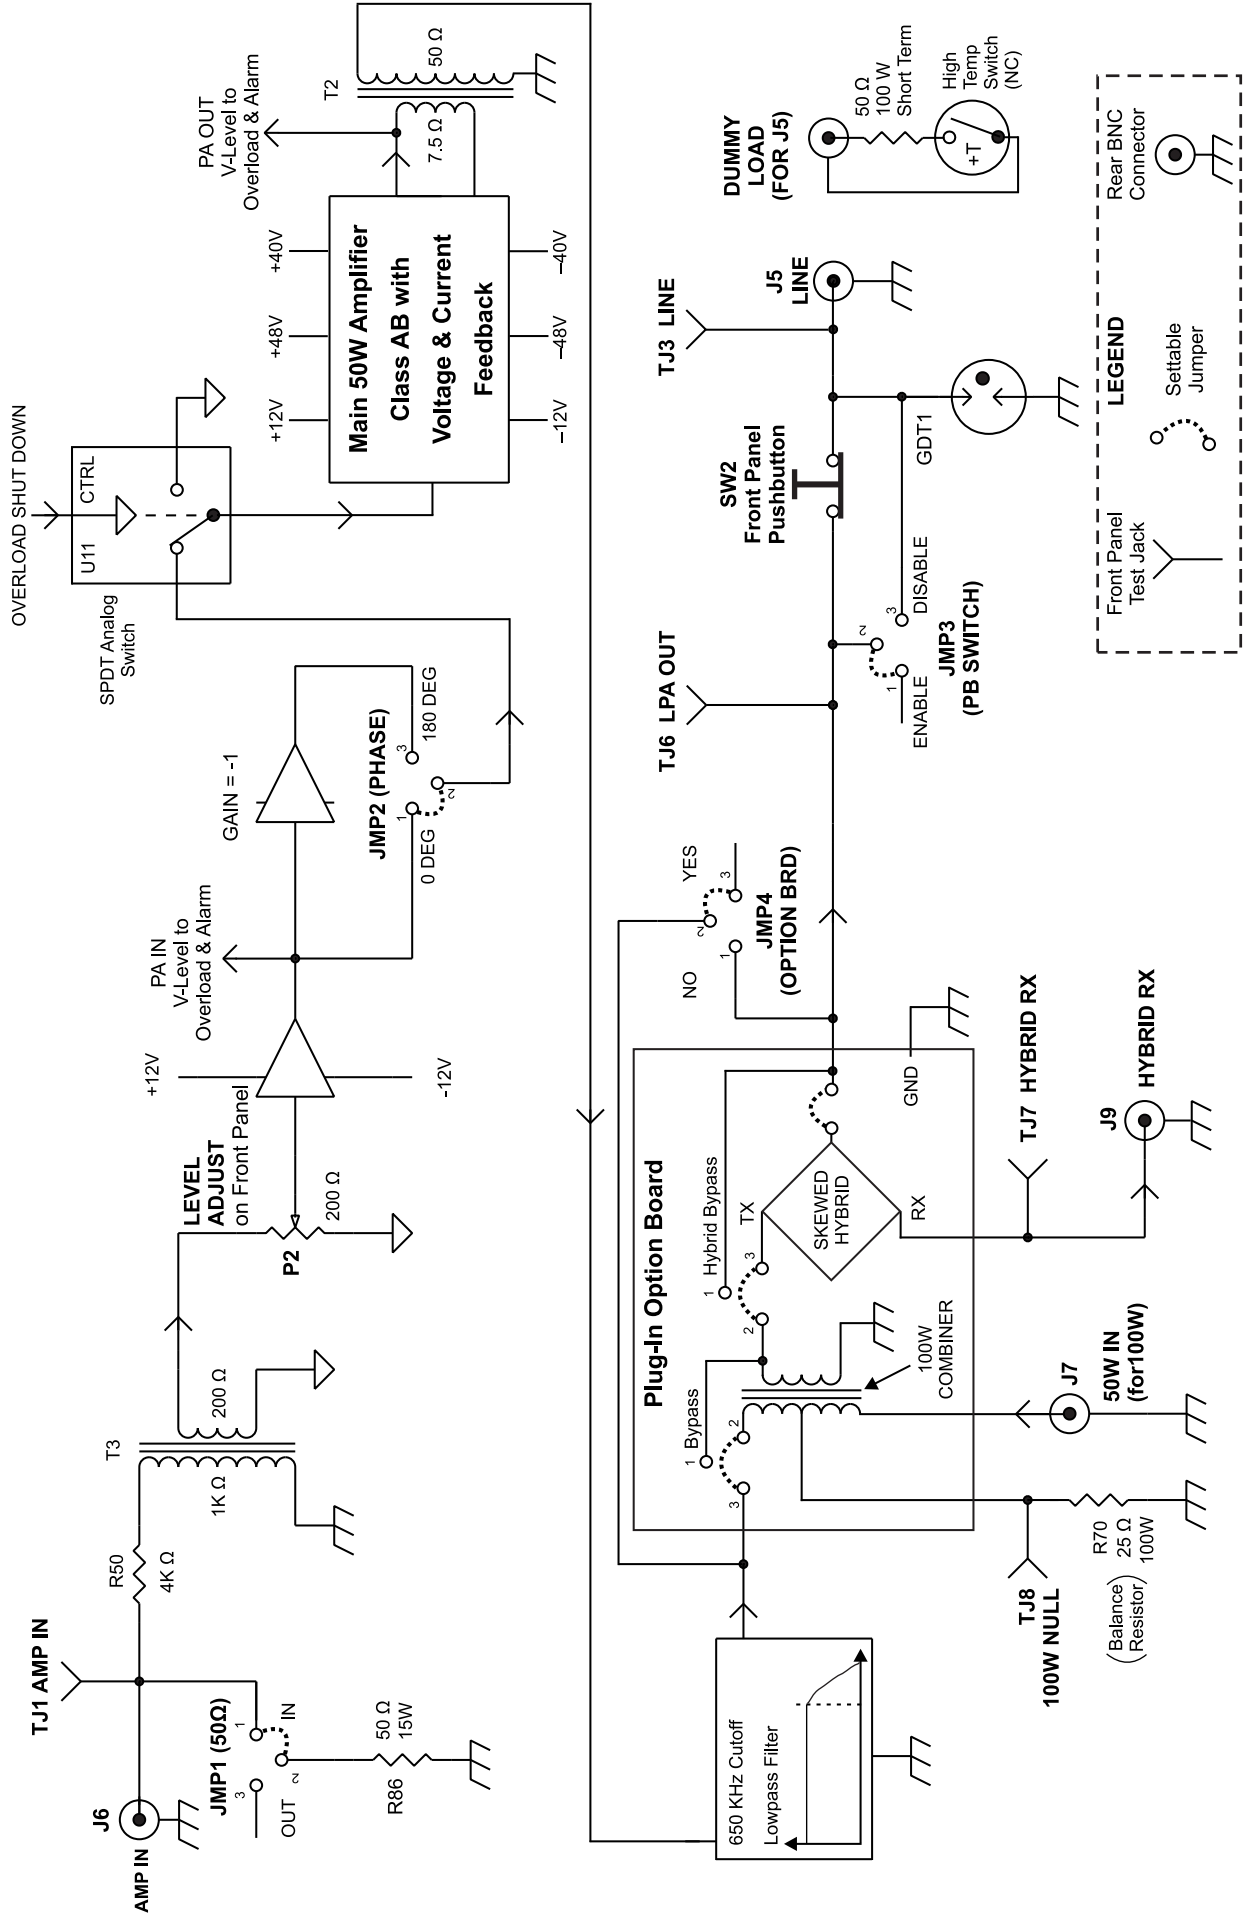 J6
AMP IN
TJ1 AMP IN
JMP1 (50Ω)
1
IN
2
3
OUT
50 Ω
15W
R86
R50
4K Ω
T3
1K Ω
200 Ω
LEVEL
ADJUST
on Front Panel
P2
200 Ω
+12V
-12V
PA IN
V-Level to
Overload & Alarm
GAIN = -1
JMP2 (PHASE)
1
2
3
0 DEG
180 DEG
OVERLOAD SHUT DOWN
U11
CTRL
SPDT Analog
Switch
Main 50W Amplifier
Class AB with
Voltage & Current
Feedback
+12V
+48V
+40V
–12V
–48V
–40V
PA OUT
V-Level to
Overload & Alarm
T2
7.5 Ω
50 Ω
650 KHz Cutoff
Lowpass Filter
Plug-In Option Board
1
Bypass
2
3
1
Hybrid Bypass
2
3
TX
SKEWED
HYBRID
RX
100W
COMBINER
GND
TJ8
100W NULL
(Balance
Resistor)
R70
25 Ω
100W
J7
50W IN
(for100W)
TJ7 HYBRID RX
J9
HYBRID RX
NO
YES
1
2
3
JMP4
(OPTION BRD)
TJ6 LPA OUT
1
2
3
ENABLE
DISABLE
JMP3
(PB SWITCH)
SW2
Front Panel
Pushbutton
GDT1
TJ3 LINE
J5
LINE
DUMMY
LOAD
(FOR J5)
50 Ω
100 W
Short Term
+T
High
Temp
Switch
(NC)
LEGEND
Front Panel
Test Jack
Settable
Jumper
Rear BNC
Connector